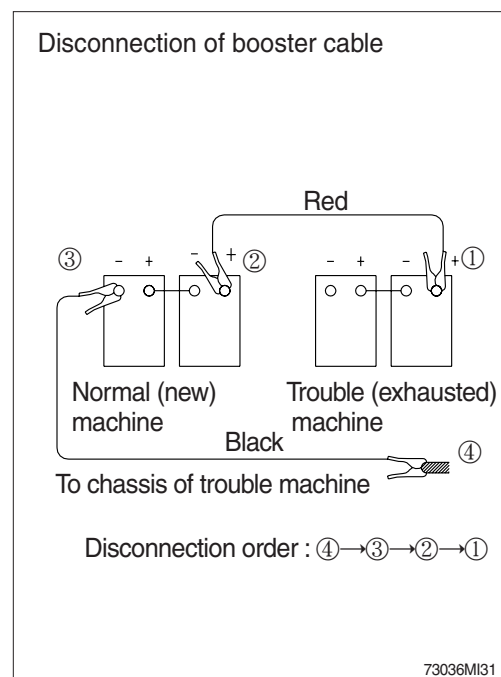 Disconnection of booster cable
Red
③ - + - + ② - + - + ①
Normal (new)
machine
Trouble (exhausted)
machine
Black
④
To chassis of trouble machine
Disconnection order : ④→③→②→①
73036MI31